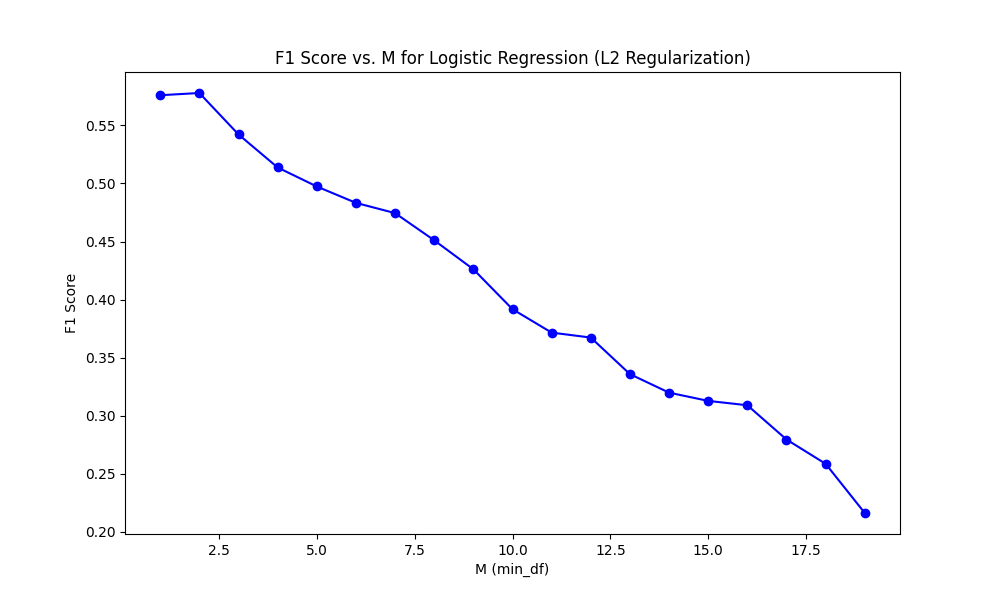 F1 Score vs. M for Logistic Regression (L2 Regularization)
F1 Score
0.55
0.50
0.45
0.40
0.35
0.30
0.25
0.20
2.5 5.0 7.5 10.0 12.5 15.0 17.5
M (min_df)